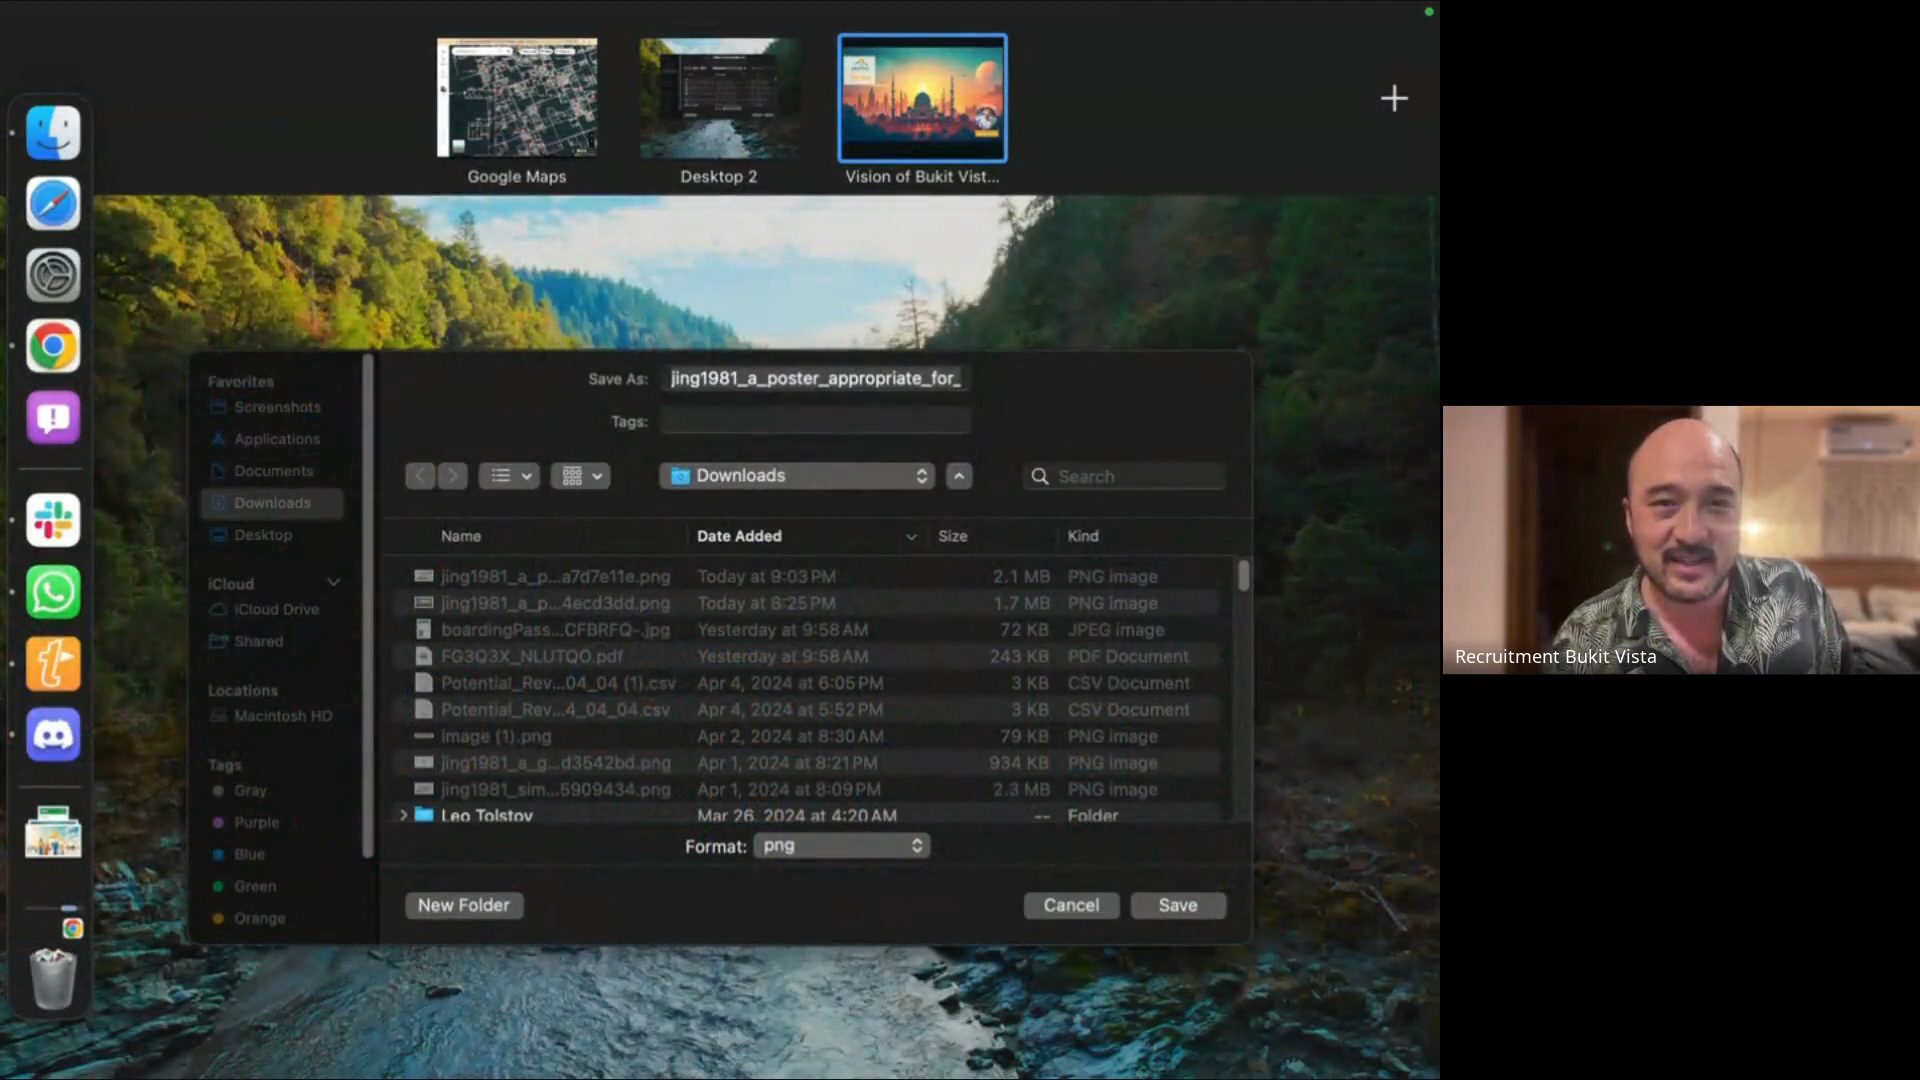 Google Maps
Desktop 2
Vision of Bukit Vist...
Favorites
Screenshots
Applications
Documents
Downloads
Desktop
iCloud
iCloud Drive
Shared
Locations
Macintosh HD
Tags
Gray
Purple
Blue
Green
Orange
Save As: jing1981_a_poster_appropriate_for_
Tags:
Downloads
Search
Name Date Added Size Kind
jing1981_a_p...a7d7e11e.png Today at 9:03 PM 2.1 MB PNG image
jing1981_a_p...4ecd3dd.png Today at 8:25 PM 1.7 MB PNG image
boardingPass...CFBRFQ-.jpg Yesterday at 9:58 AM 72 KB JPEG image
FG3Q3X_NLUTQO.pdf Yesterday at 9:58 AM 243 KB PDF Document
Potential_Rev...04_04 (1).csv Apr 4, 2024 at 6:05 PM 3 KB CSV Document
Potential_Rev...4_04_04.csv Apr 4, 2024 at 5:52 PM 3 KB CSV Document
image (1).png Apr 2, 2024 at 8:30 AM 79 KB PNG image
jing1981_a_g...d3542bd.png Apr 1, 2024 at 8:21 PM 934 KB PNG image
jing1981_sim...5909434.png Apr 1, 2024 at 8:09 PM 2.3 MB PNG image
Leo Tolstoy Mar 26, 2024 at 4:20 AM -- Folder
Format: png
New Folder
Cancel
Save
Recruitment Bukit Vista